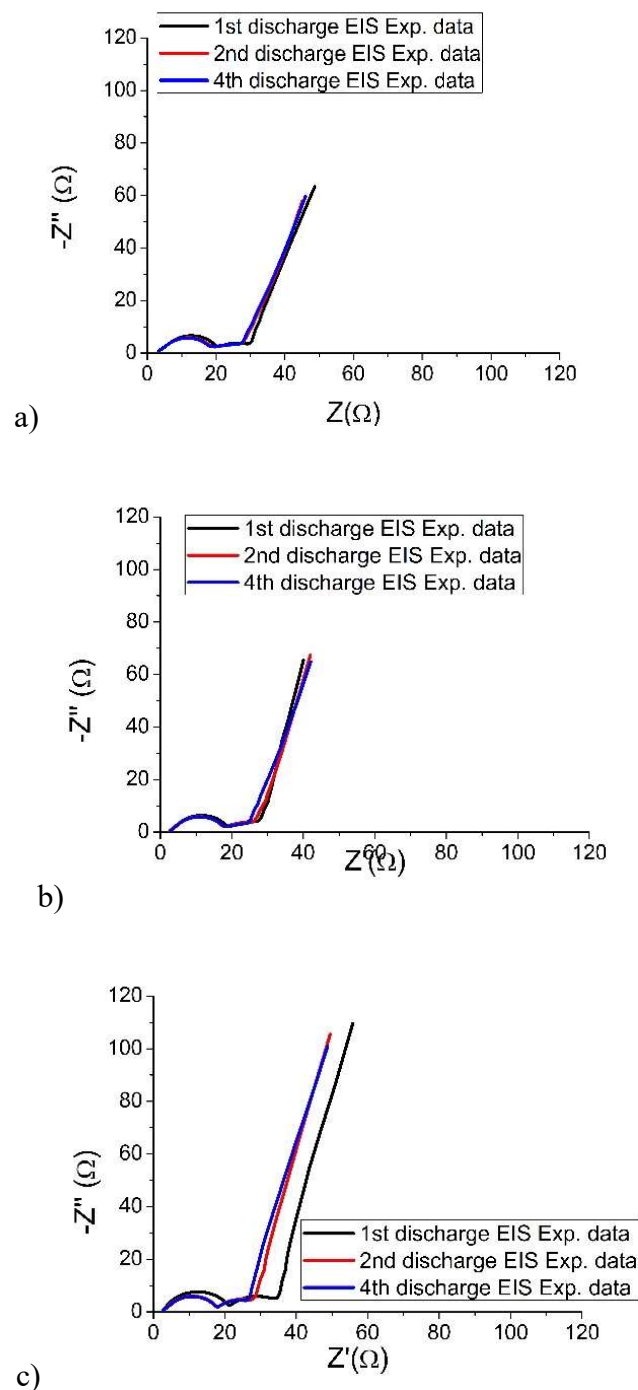 1st discharge EIS Exp. data
2nd discharge EIS Exp. data
4th discharge EIS Exp. data
120
100
80
60
40
20
0
-Z" (Ω)
0 20 40 60 80 100 120
Z(Ω)
a)
1st discharge EIS Exp. data
2nd discharge EIS Exp. data
4th discharge EIS Exp. data
120
100
80
60
40
20
0
-Z" (Ω)
0 20 40 60 80 100 120
Z'(Ω)
b)
120
100
80
60
40
20
0
-Z" (Ω)
1st discharge EIS Exp. data
2nd discharge EIS Exp. data
4th discharge EIS Exp. data
0 20 40 60 80 100 120
Z'(Ω)
c)